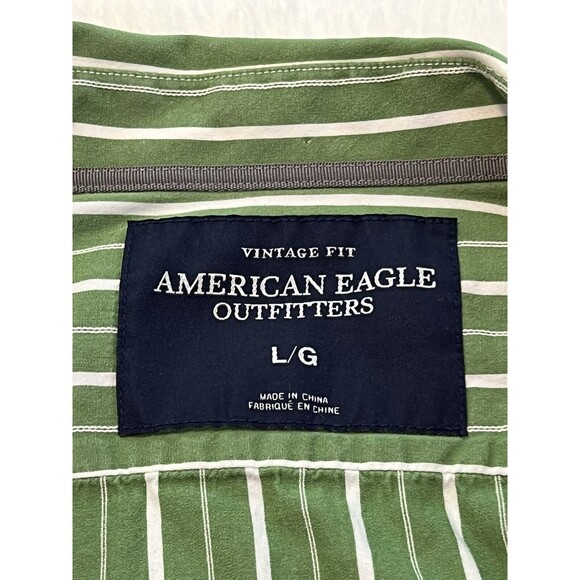 VINTAGE FIT
AMERICAN EAGLE
OUTFITTERS
L/G
MADE IN CHINA
FABRIQUÉ EN CHINE